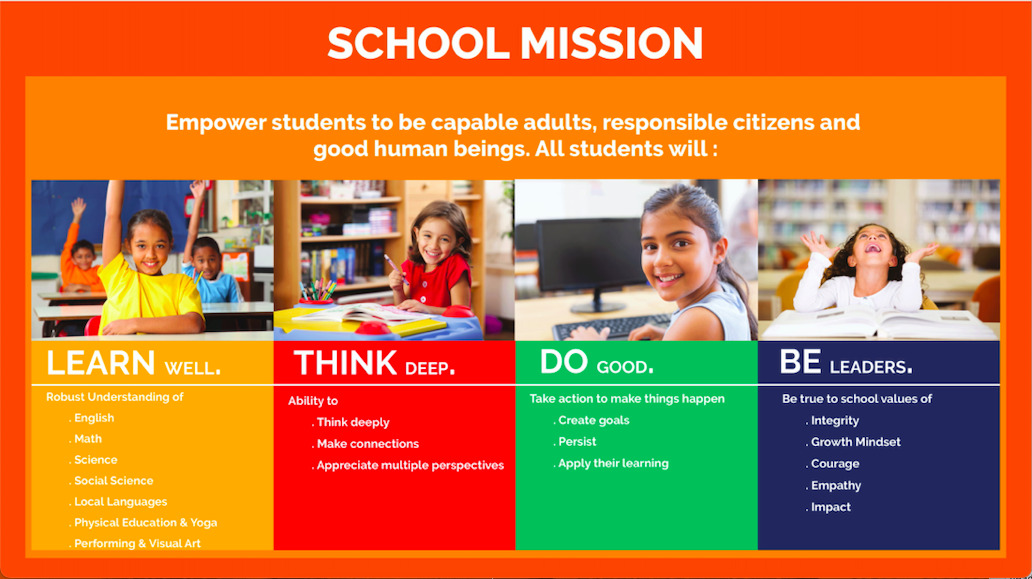 SCHOOL MISSION
Empower students to be capable adults, responsible citizens and
good human beings. All students will :
LEARN WELL.
Robust Understanding of
. English
. Math
. Science
. Social Science
. Local Languages
. Physical Education & Yoga
. Performing & Visual Art
THINK DEEP.
Ability to
. Think deeply
. Make connections
. Appreciate multiple perspectives
DO GOOD.
Take action to make things happen
. Create goals
. Persist
. Apply their learning
BE LEADERS.
Be true to school values of
. Integrity
. Growth Mindset
. Courage
. Empathy
. Impact